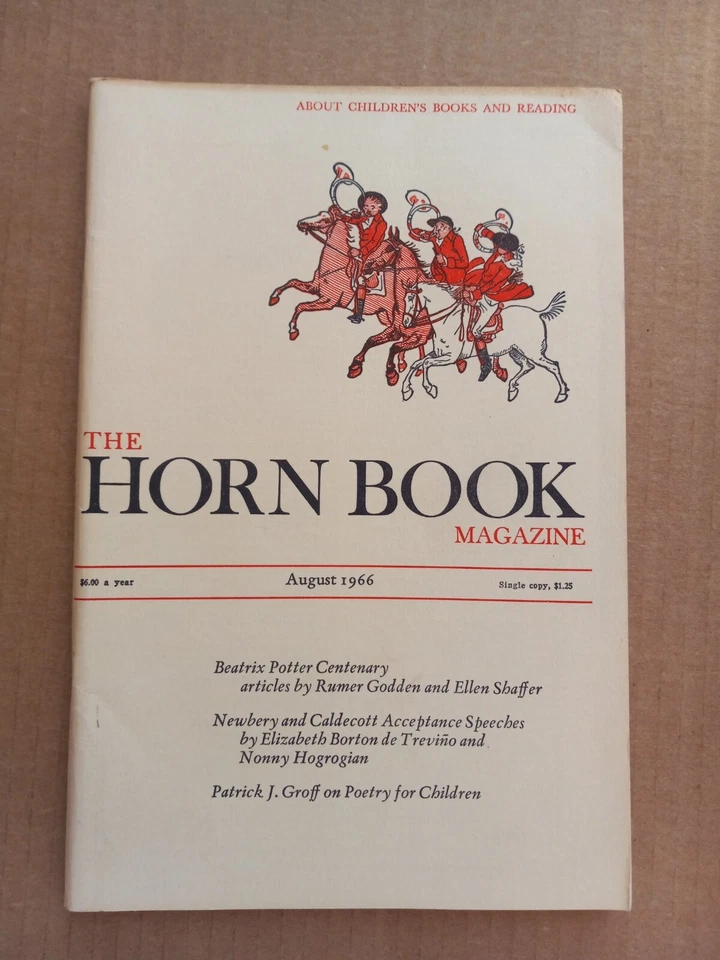 ABOUT CHILDREN'S BOOKS AND READING
THE
HORN BOOK
MAGAZINE
$6.00 a year August 1966 Single copy, $1.25
Beatrix Potter Centenary
articles by Rumer Godden and Ellen Shaffer
Newbery and Caldecott Acceptance Speeches
by Elizabeth Borton de Treviño and
Nonny Hogrogian
Patrick J. Groff on Poetry for Children